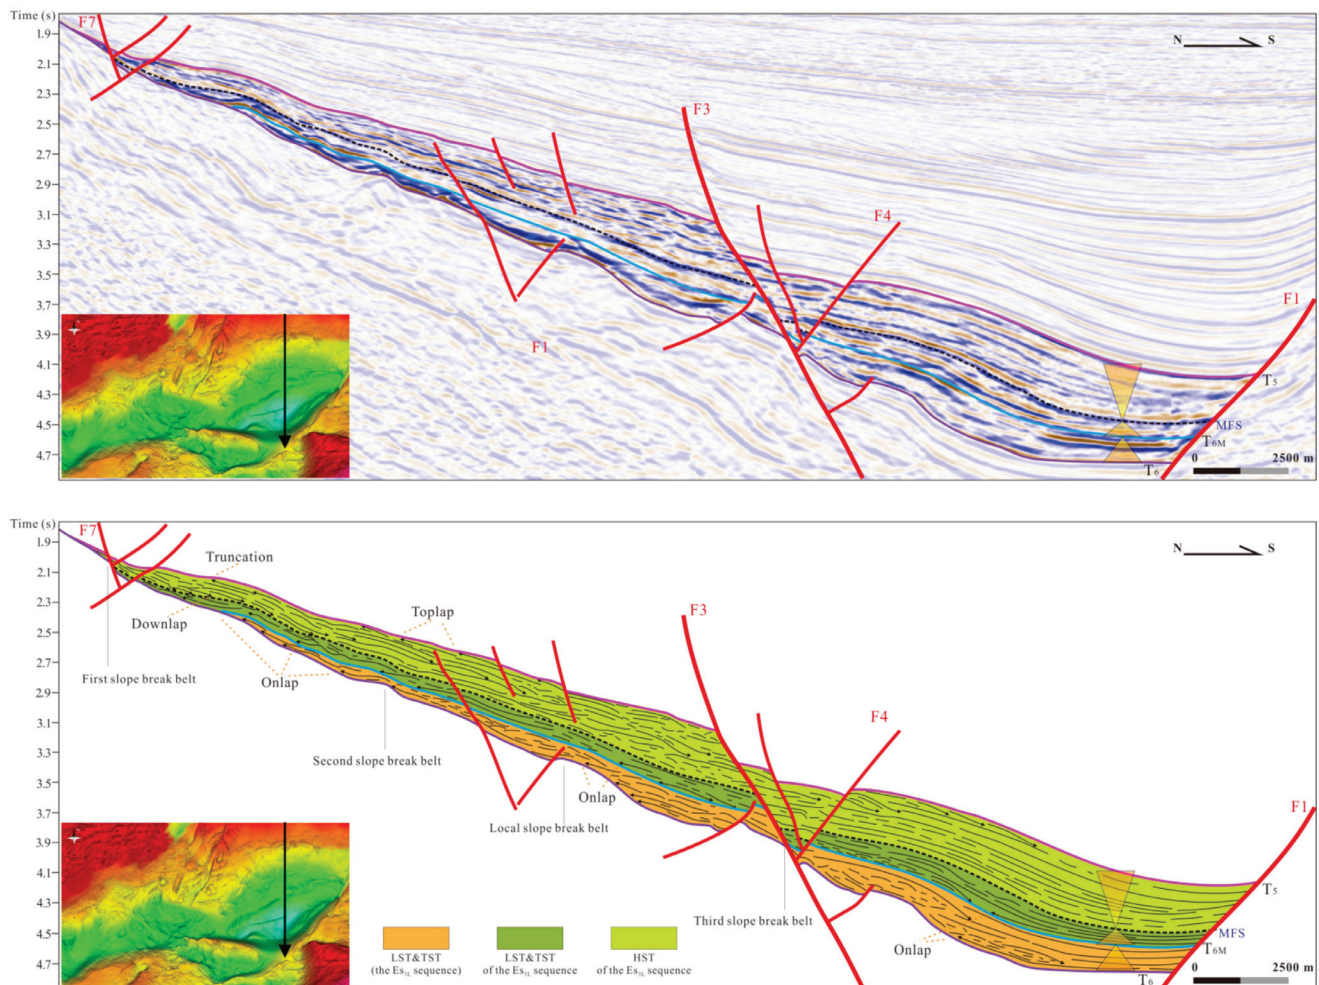 Time (s)
F7
1.9
N S
2.1
2.3
F3
2.5
2.7
2.9
3.1
F4
3.3
3.5
F1
3.7
3.9
F1
4.1
T5
4.3
MFS
4.5
T6M
0 2500 m
4.7
T6
Time (s)
F7
1.9
N S
Truncation
2.1
2.3
Toplap
F3
Downlap
2.5
First slope break belt
Onlap
2.7
2.9
3.1
F4
3.3
Second slope break belt
3.5
Onlap
F1
3.7
Local slope break belt
3.9
4.1
T5
4.3
Third slope break belt
MFS
4.5
Onlap
T6M
LST&TST
(the Es3L sequence)
LST&TST
of the Es3L sequence
HST
of the Es3L sequence
4.7
0 2500 m
T6